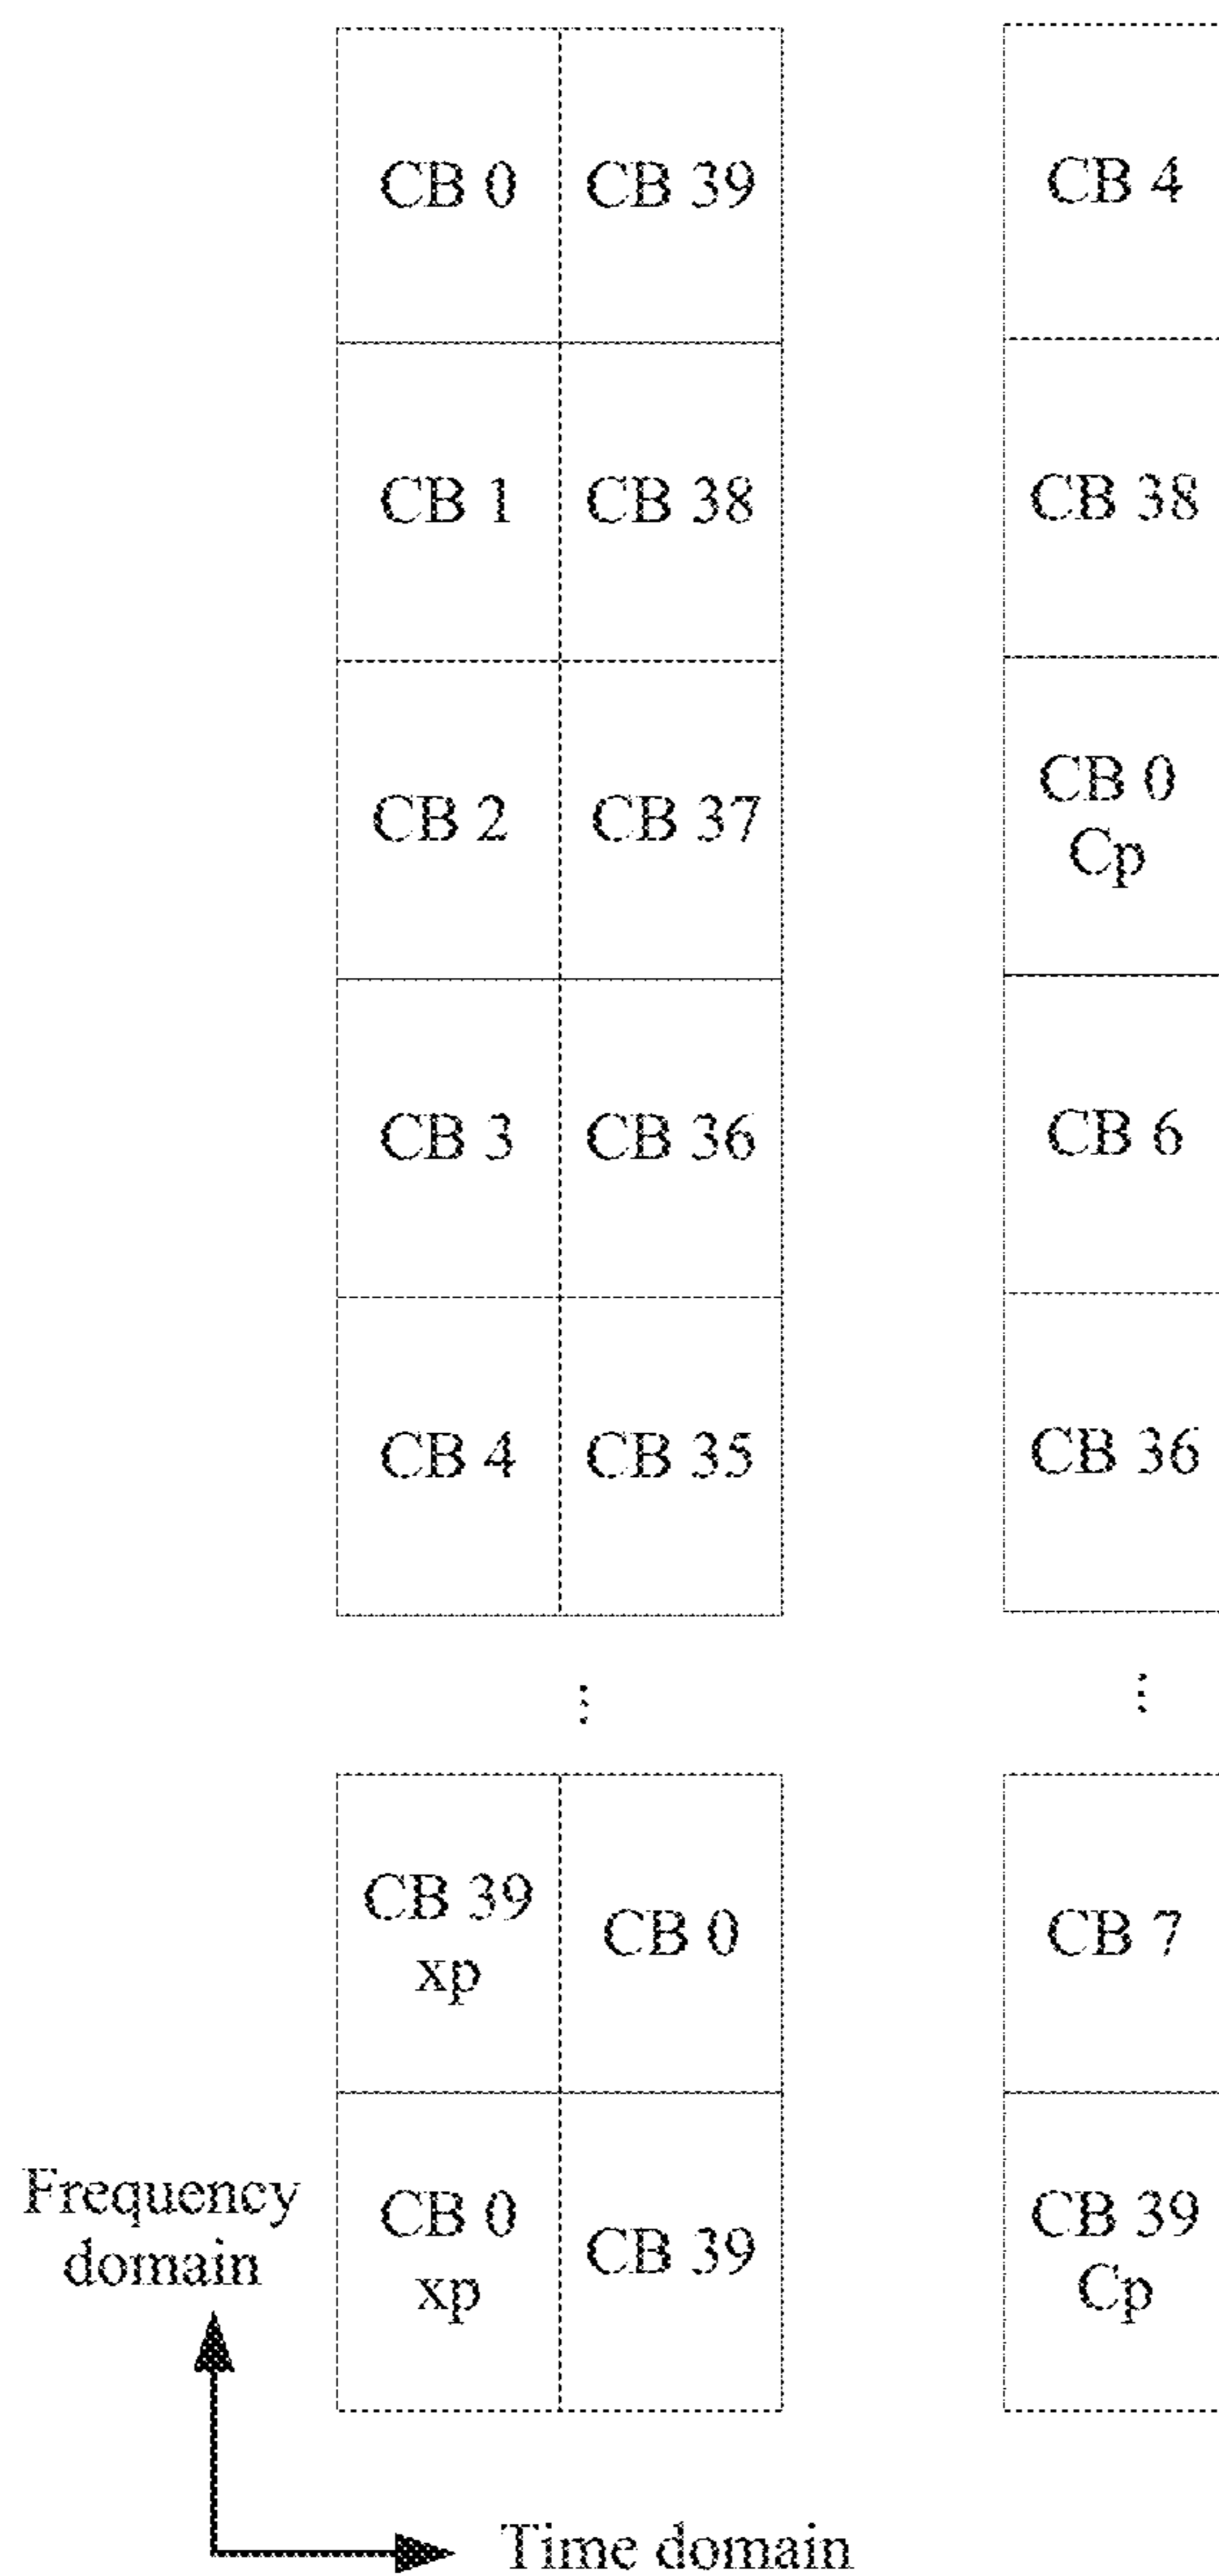 CB 0 CB 39 CB 4
CB 1 CB 38 CB 38
CB 2 CB 37 CB 0
Cp
CB 3 CB 36 CB 6
CB 4 CB 35 CB 36
⋮ ⋮
CB 39
xp
CB 0
CB 7
CB 0
xp
CB 39
CB 39
Cp
Frequency
domain
Time domain